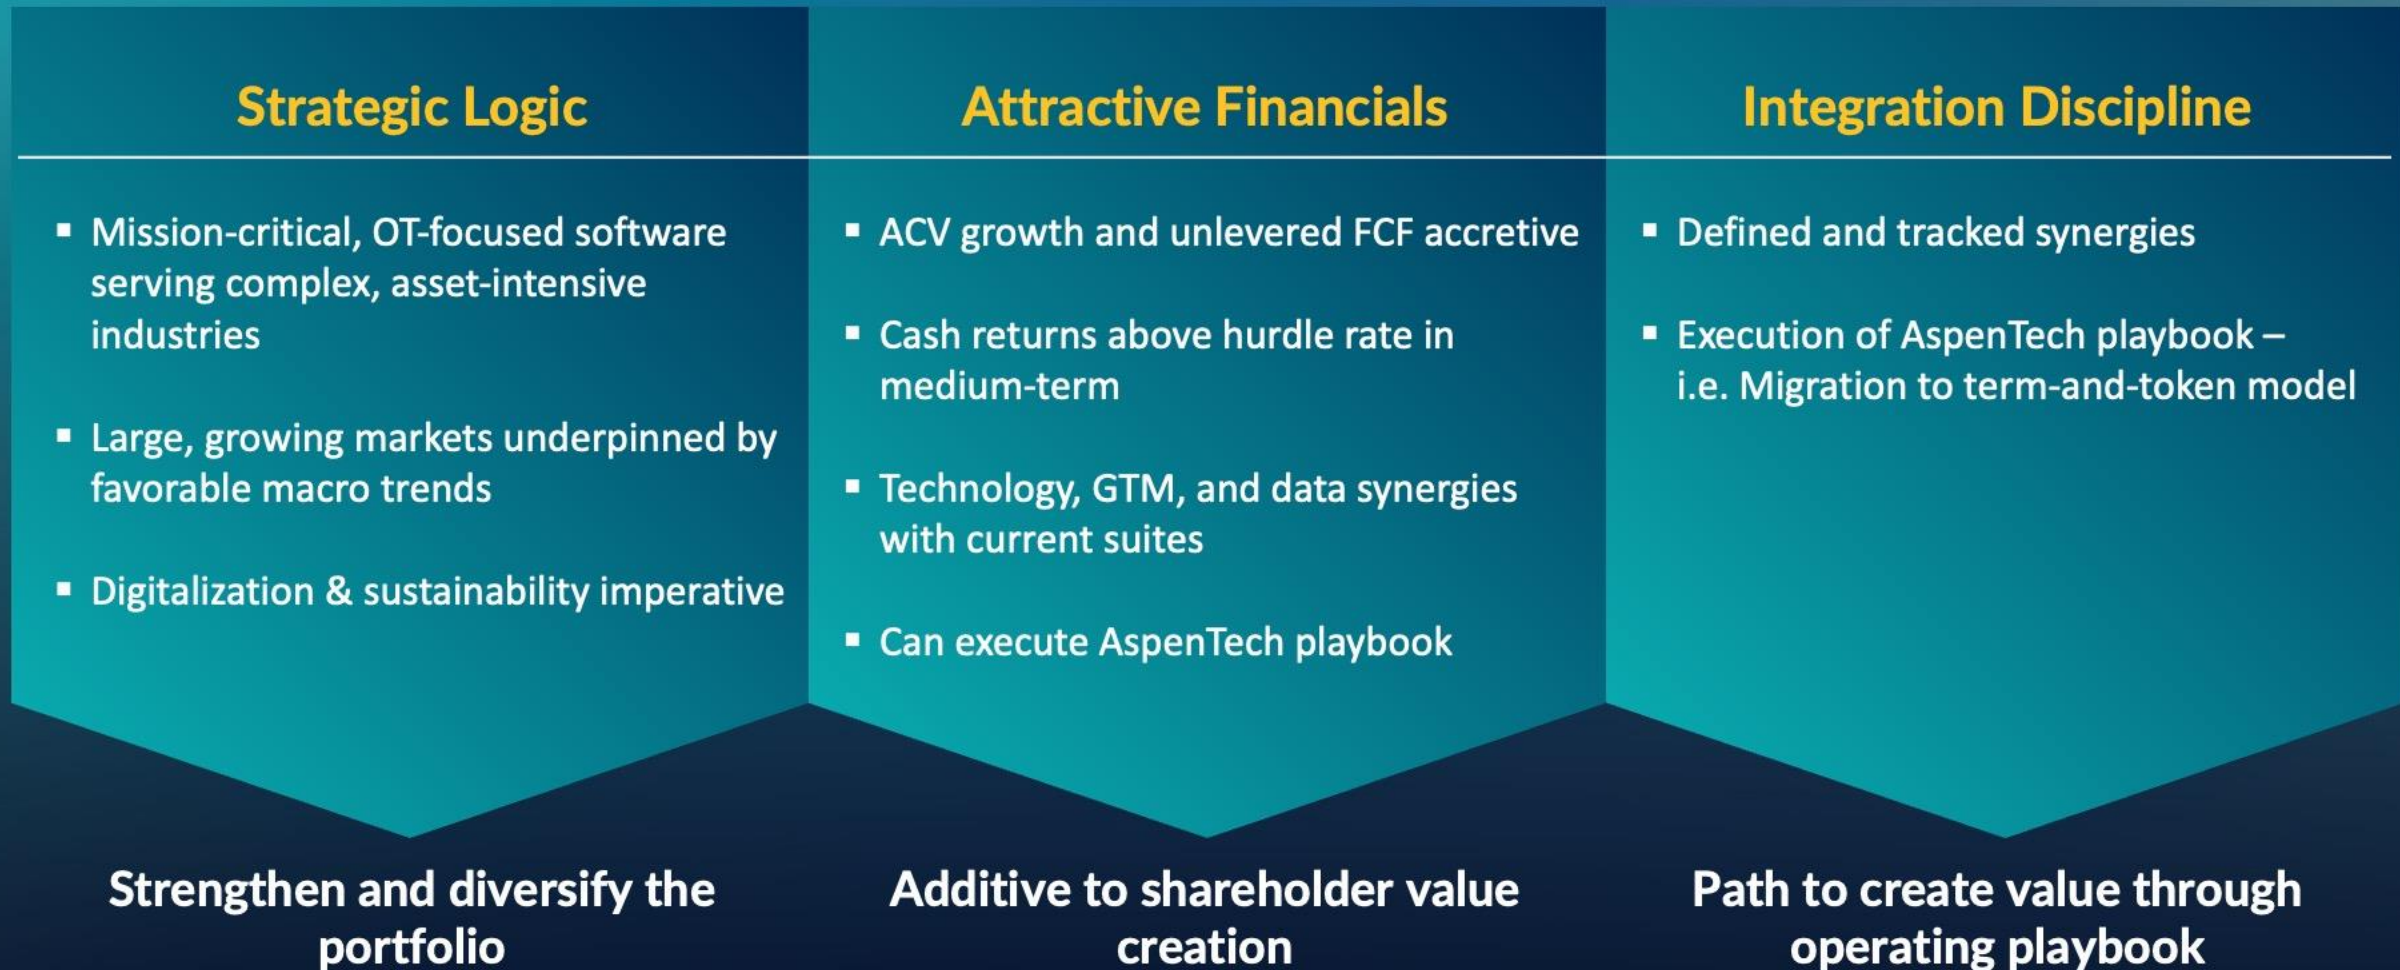 Strategic Logic
▪ Mission-critical, OT-focused software
serving complex, asset-intensive
industries
▪ Large, growing markets underpinned by
favorable macro trends
▪ Digitalization & sustainability imperative
Strengthen and diversify the
portfolio
Attractive Financials
▪ ACV growth and unlevered FCF accretive
▪ Cash returns above hurdle rate in
medium-term
▪ Technology, GTM, and data synergies
with current suites
▪ Can execute AspenTech playbook
Additive to shareholder value
creation
Integration Discipline
▪ Defined and tracked synergies
▪ Execution of AspenTech playbook –
i.e. Migration to term-and-token model
Path to create value through
operating playbook